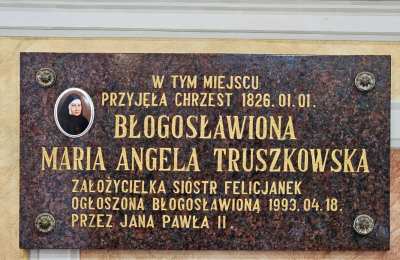 W TYM MIEJSCU
PRZYJĘŁA CHRZEST 1826.01.01.
BŁOGOSŁAWIONA
MARIA ANGELA TRUSZKOWSKA
ZAŁOŻYCIELKA SIÓSTR FELICJANEK
OGŁOSZONA BŁOGOSŁAWIONĄ 1993.04.18.
PRZEZ JANA PAWŁA II